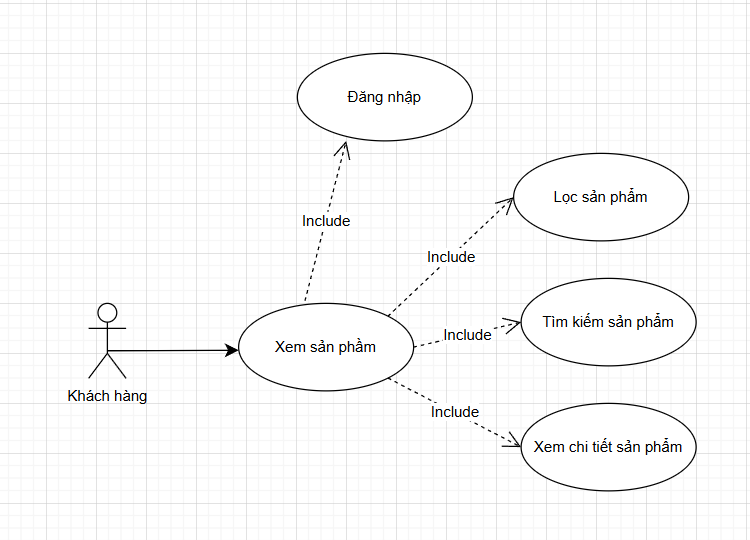 Đăng nhập
Lọc sản phẩm
Include
Include
Tìm kiếm sản phẩm
Include
Xem sản phầm
Khách hàng
Include
Xem chi tiết sản phẩm